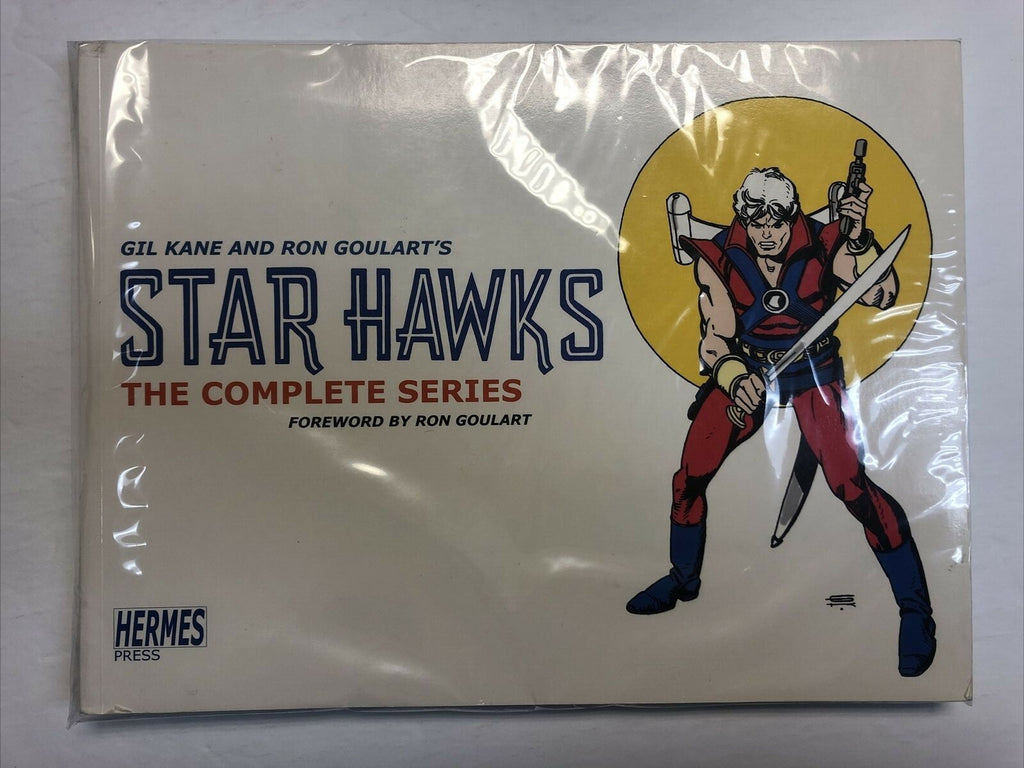 GIL KANE AND RON GOULART'S
STAR HAWKS
THE COMPLETE SERIES
FOREWORD BY RON GOULART
HERMES
PRESS